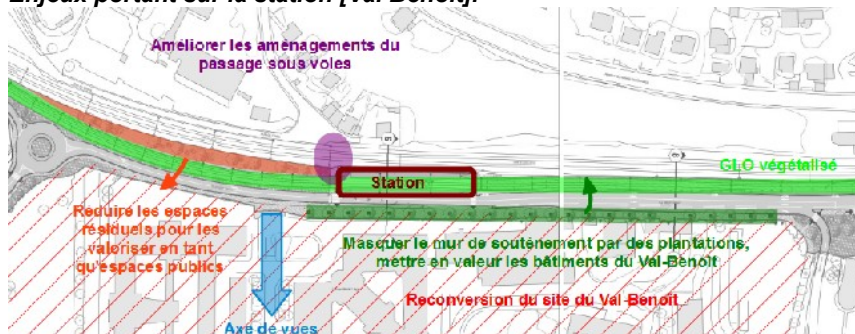 Enjeux portant sur la station [Val Benoît]:
Améliorer les aménagements du
passage sous voies
GLO végétalisé
Station
Réduire les espaces
résiduels pour les
valoriser en tant
qu'espaces publics
Masquer le mur de soutènement par des plantations,
mettre en valeur les bâtiments du Val-Benoît
Reconversion du site du Val-Benoît
Axe de vues